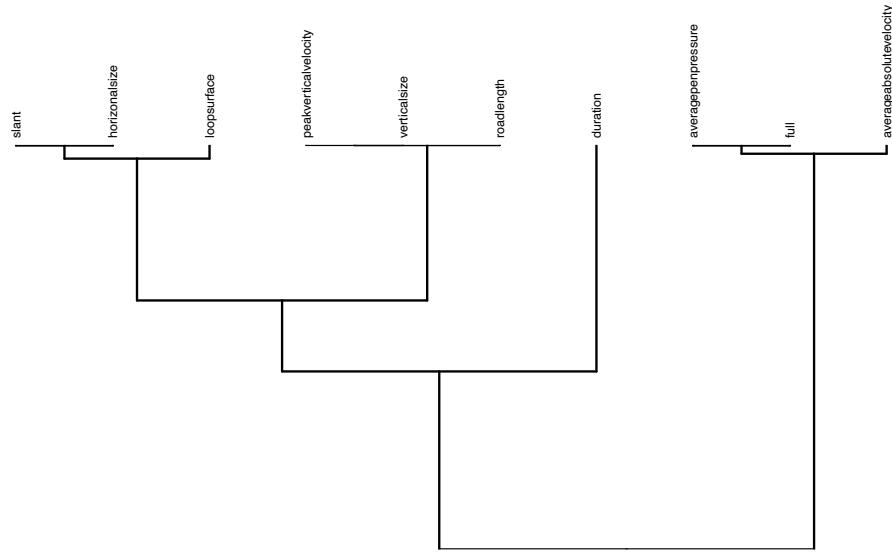 slant
horizonalsize
loopsurface
peakverticalvelocity
verticalsize
roadlength
duration
averagepenpressure
full
averageabsolutevelocity